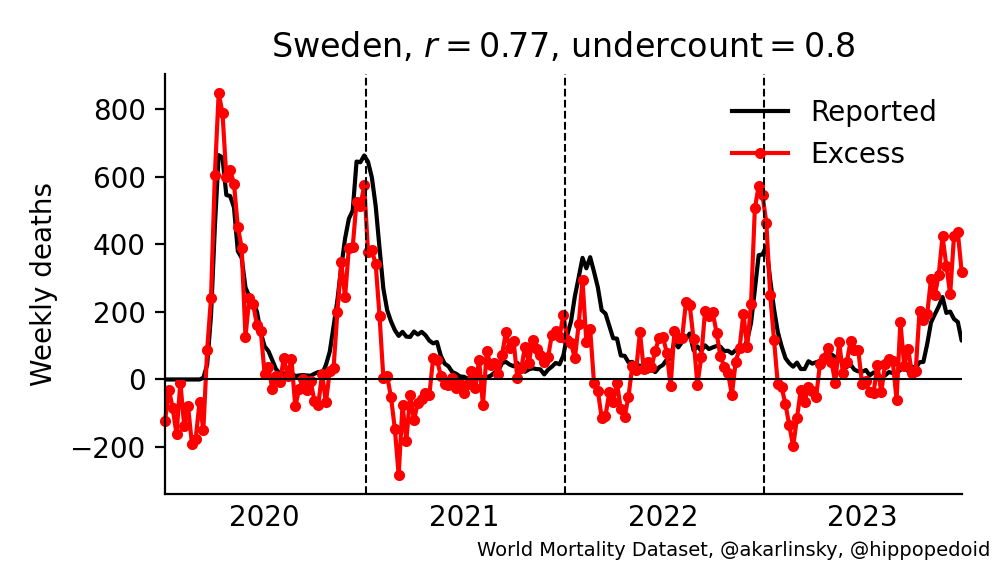 Sweden, r = 0.77, undercount = 0.8
Reported
Excess
Weekly deaths
800
600
400
200
0
−200
2020 2021 2022 2023
World Mortality Dataset, @akarlinsky, @hippopedoid